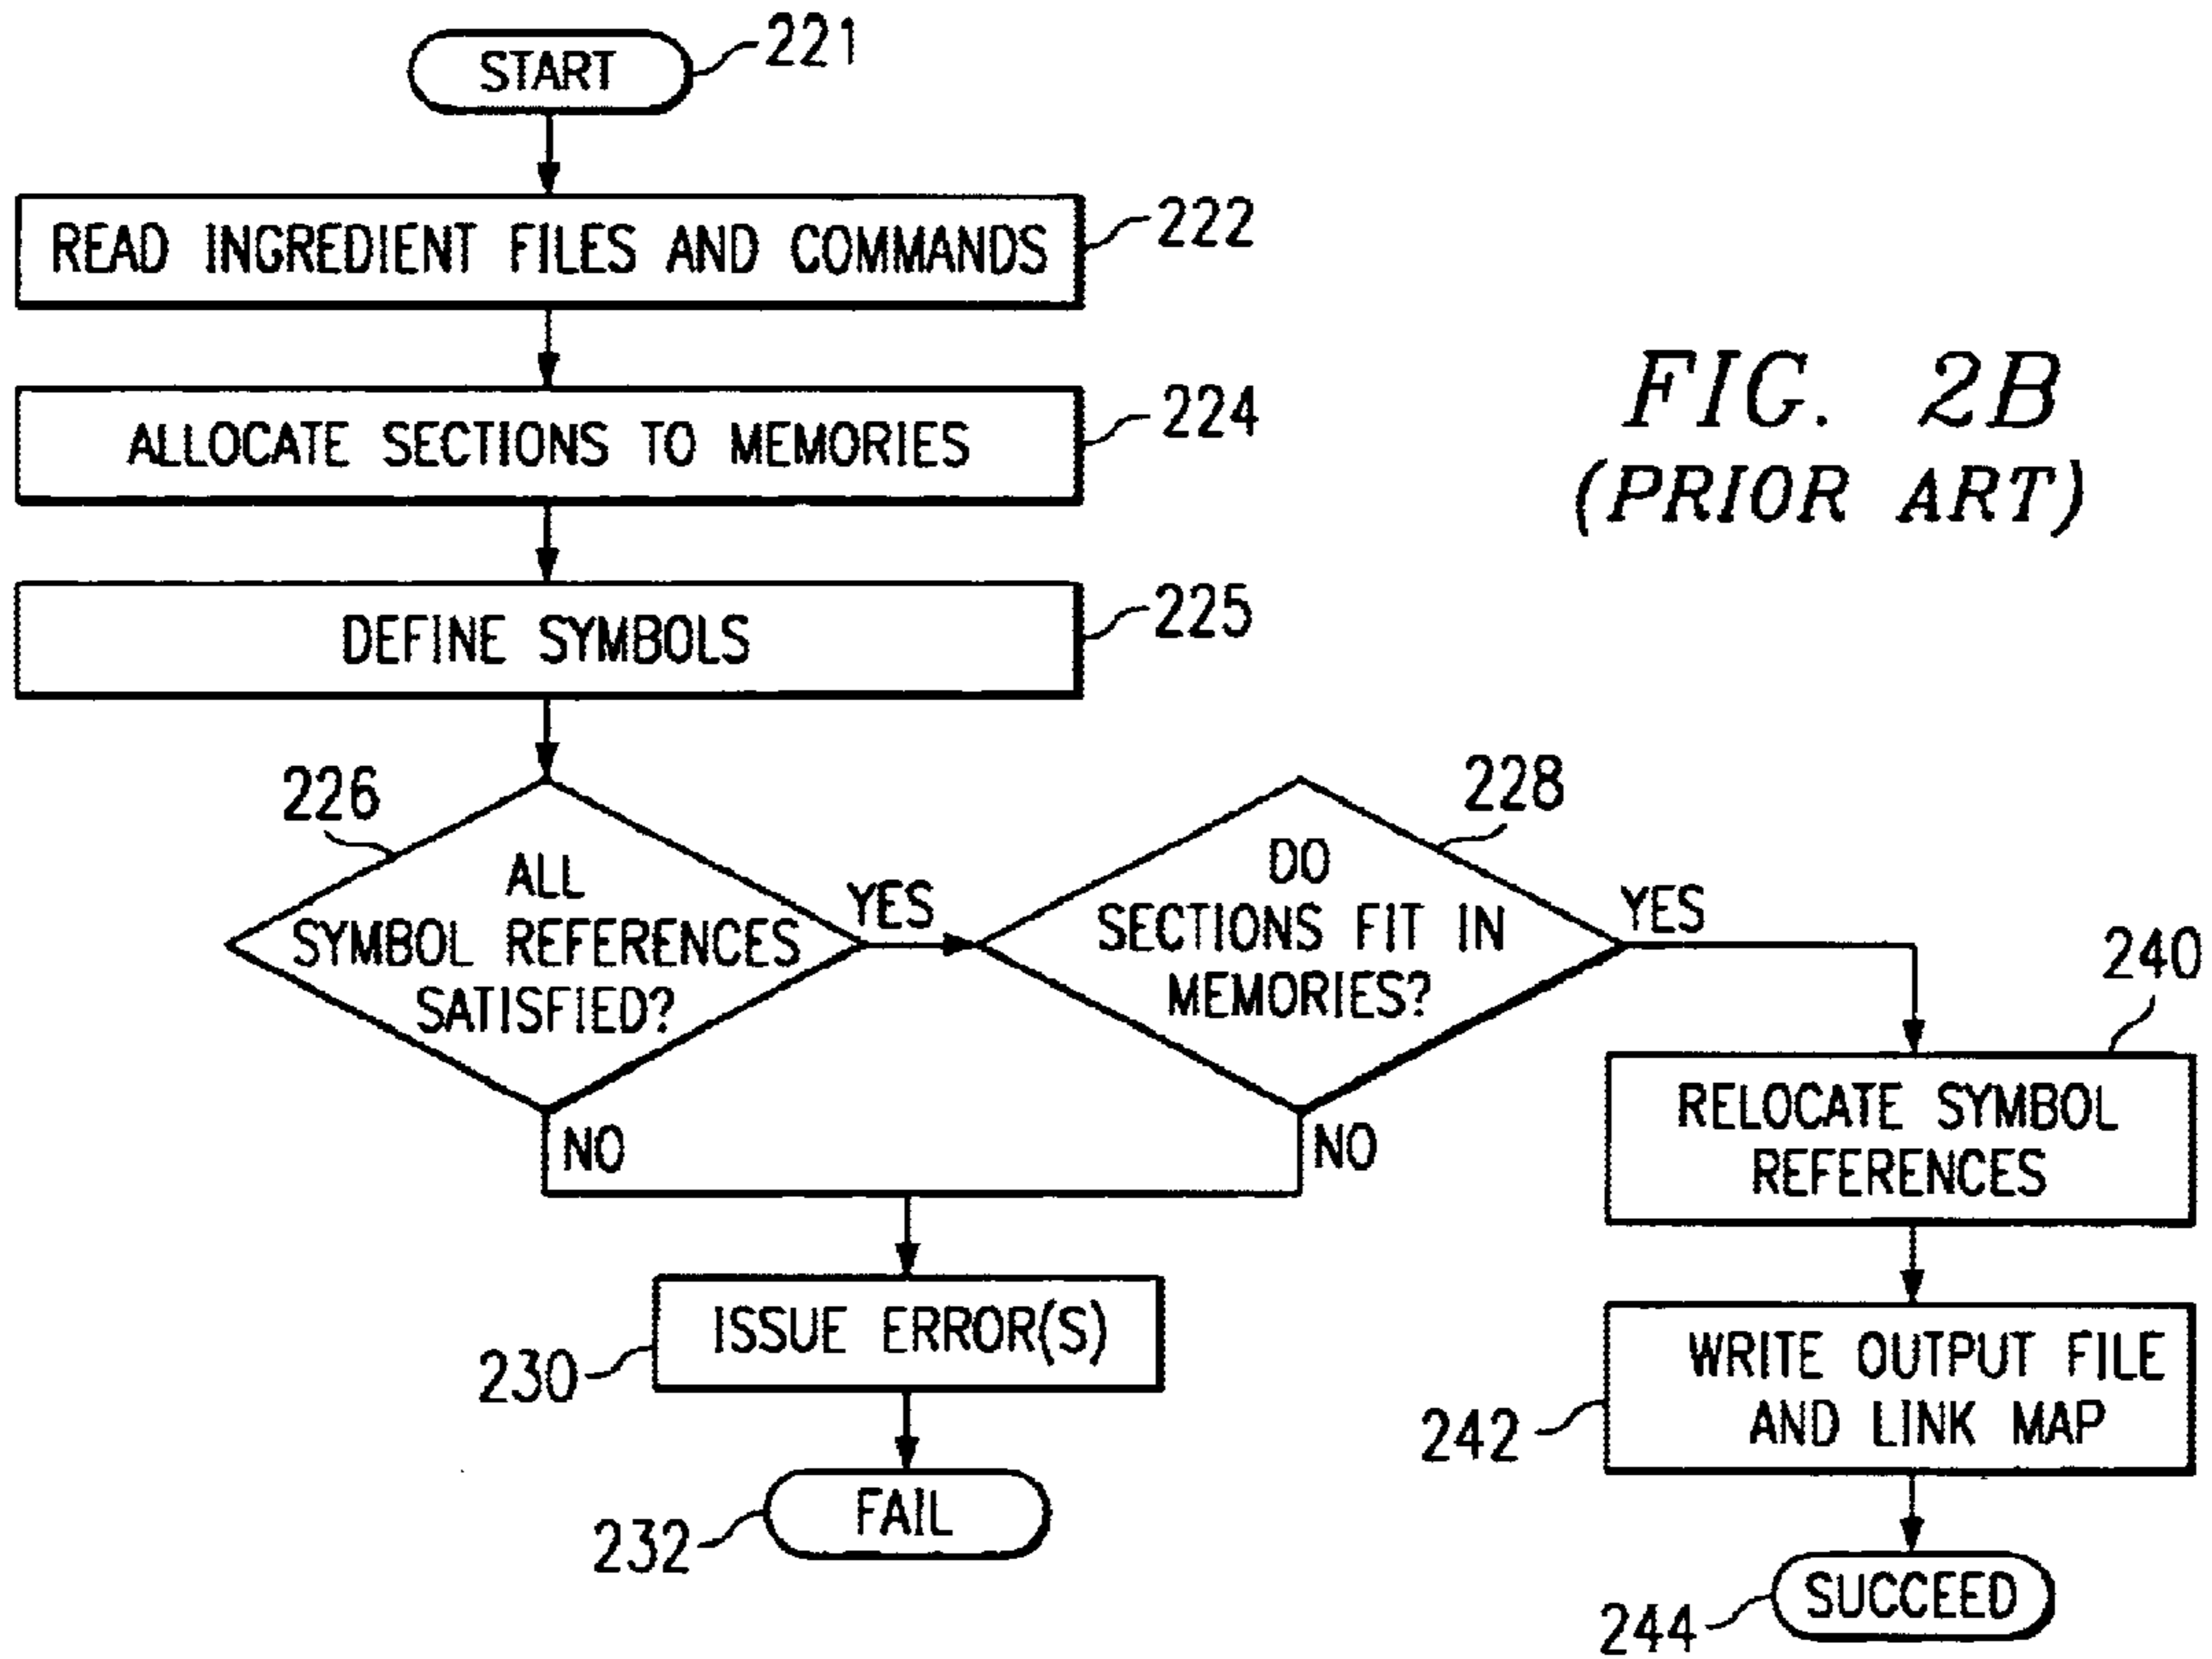 START
221
READ INGREDIENT FILES AND COMMANDS
222
ALLOCATE SECTIONS TO MEMORIES
224
FIG. 2B
(PRIOR ART)
DEFINE SYMBOLS
225
226
ALL
SYMBOL REFERENCES
SATISFIED?
YES
NO
228
DO
SECTIONS FIT IN
MEMORIES?
YES
NO
240
RELOCATE SYMBOL
REFERENCES
ISSUE ERROR(S)
230
WRITE OUTPUT FILE
AND LINK MAP
242
FAIL
232
SUCCEED
244